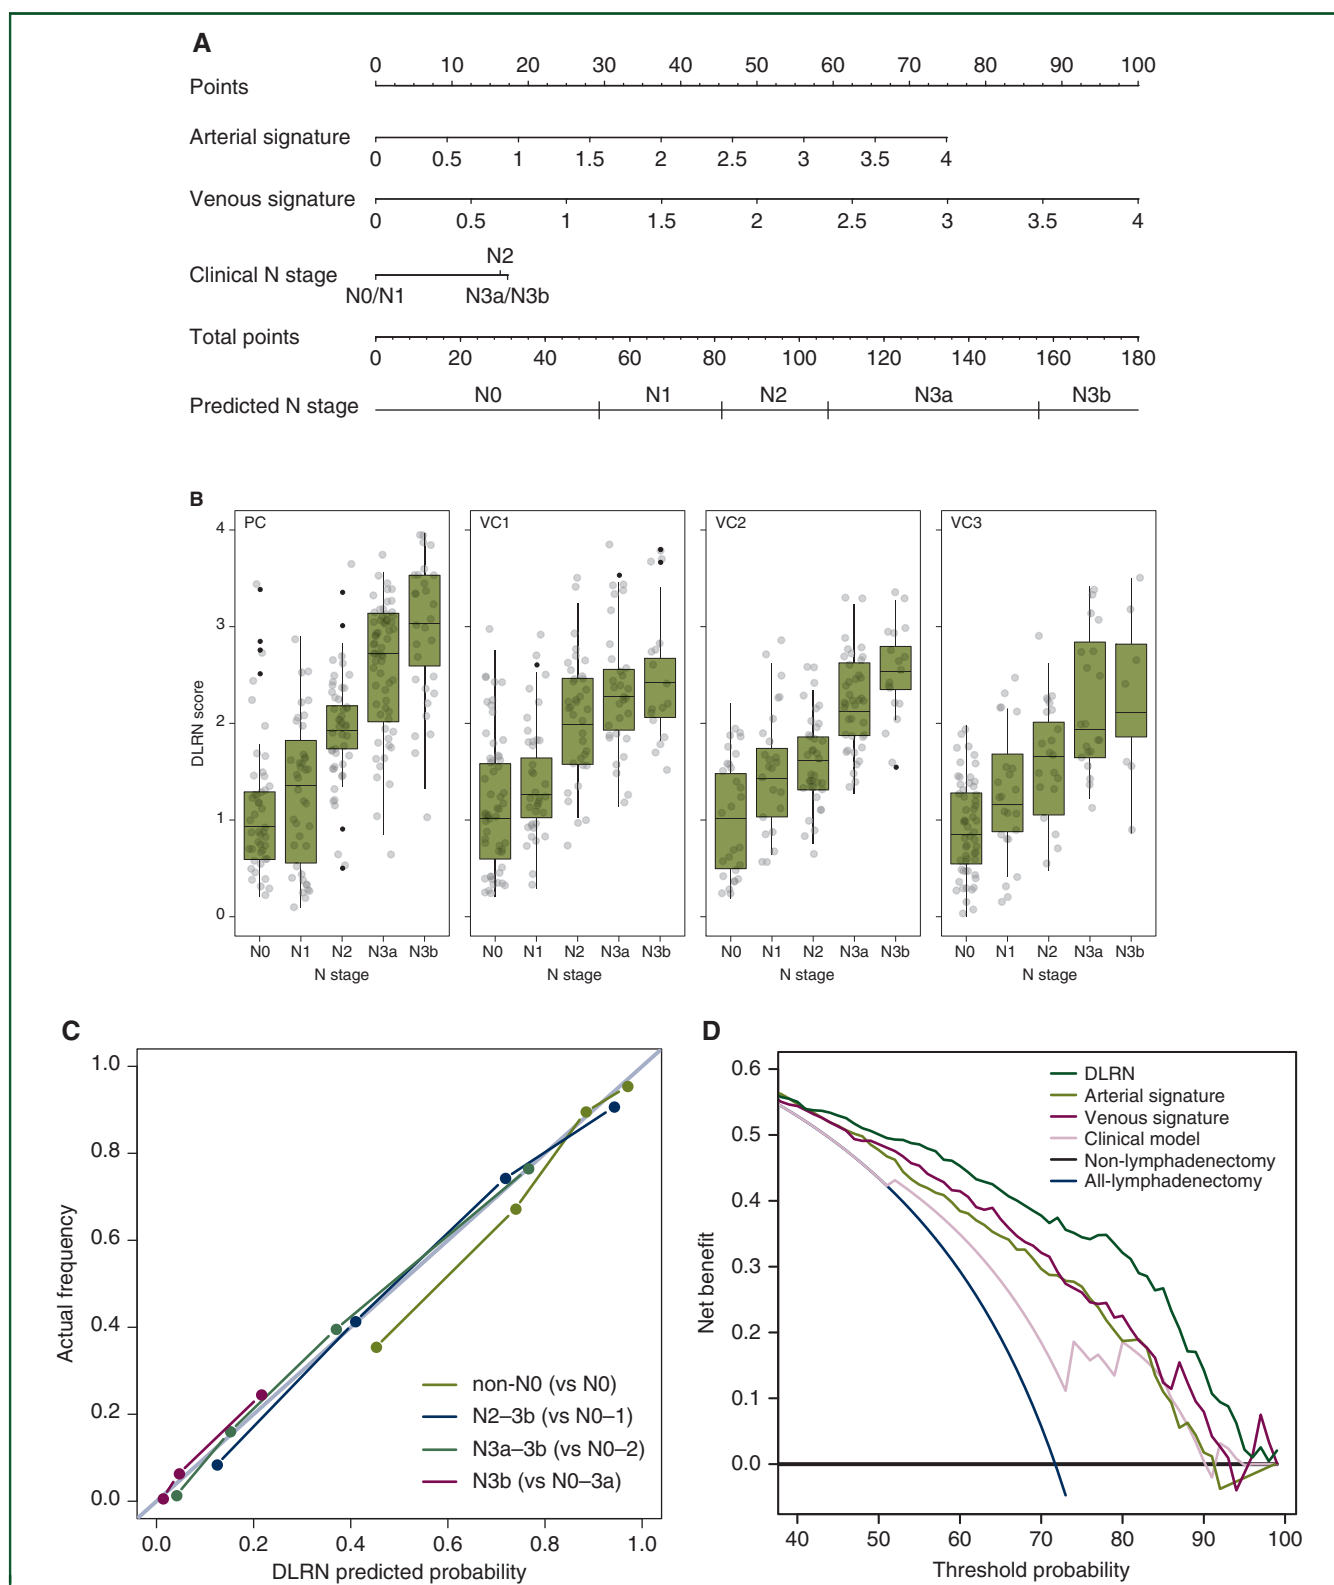 A
0 10 20 30 40 50 60 70 80 90 100
Points
Arterial signature
0 0.5 1 1.5 2 2.5 3 3.5 4
Venous signature
0 0.5 1 1.5 2 2.5 3 3.5 4
N2
Clinical N stage
N0/N1 N3a/N3b
Total points
0 20 40 60 80 100 120 140 160 180
N0 N1 N2 N3a N3b
Predicted N stage
B
PC VC1 VC2 VC3
4
3
2
1
0
DLRN score
N0 N1 N2 N3a N3b N0 N1 N2 N3a N3b N0 N1 N2 N3a N3b N0 N1 N2 N3a N3b
N stage N stage N stage N stage
C
1.0
0.8
0.6
0.4
0.2
0.0
Actual frequency
non-N0 (vs N0)
N2–3b (vs N0–1)
N3a–3b (vs N0–2)
N3b (vs N0–3a)
0.0 0.2 0.4 0.6 0.8 1.0
DLRN predicted probability
D
0.6
0.5
0.4
0.3
0.2
0.1
0.0
Net benefit
DLRN
Arterial signature
Venous signature
Clinical model
Non-lymphadenectomy
All-lymphadenectomy
40 50 60 70 80 90 100
Threshold probability